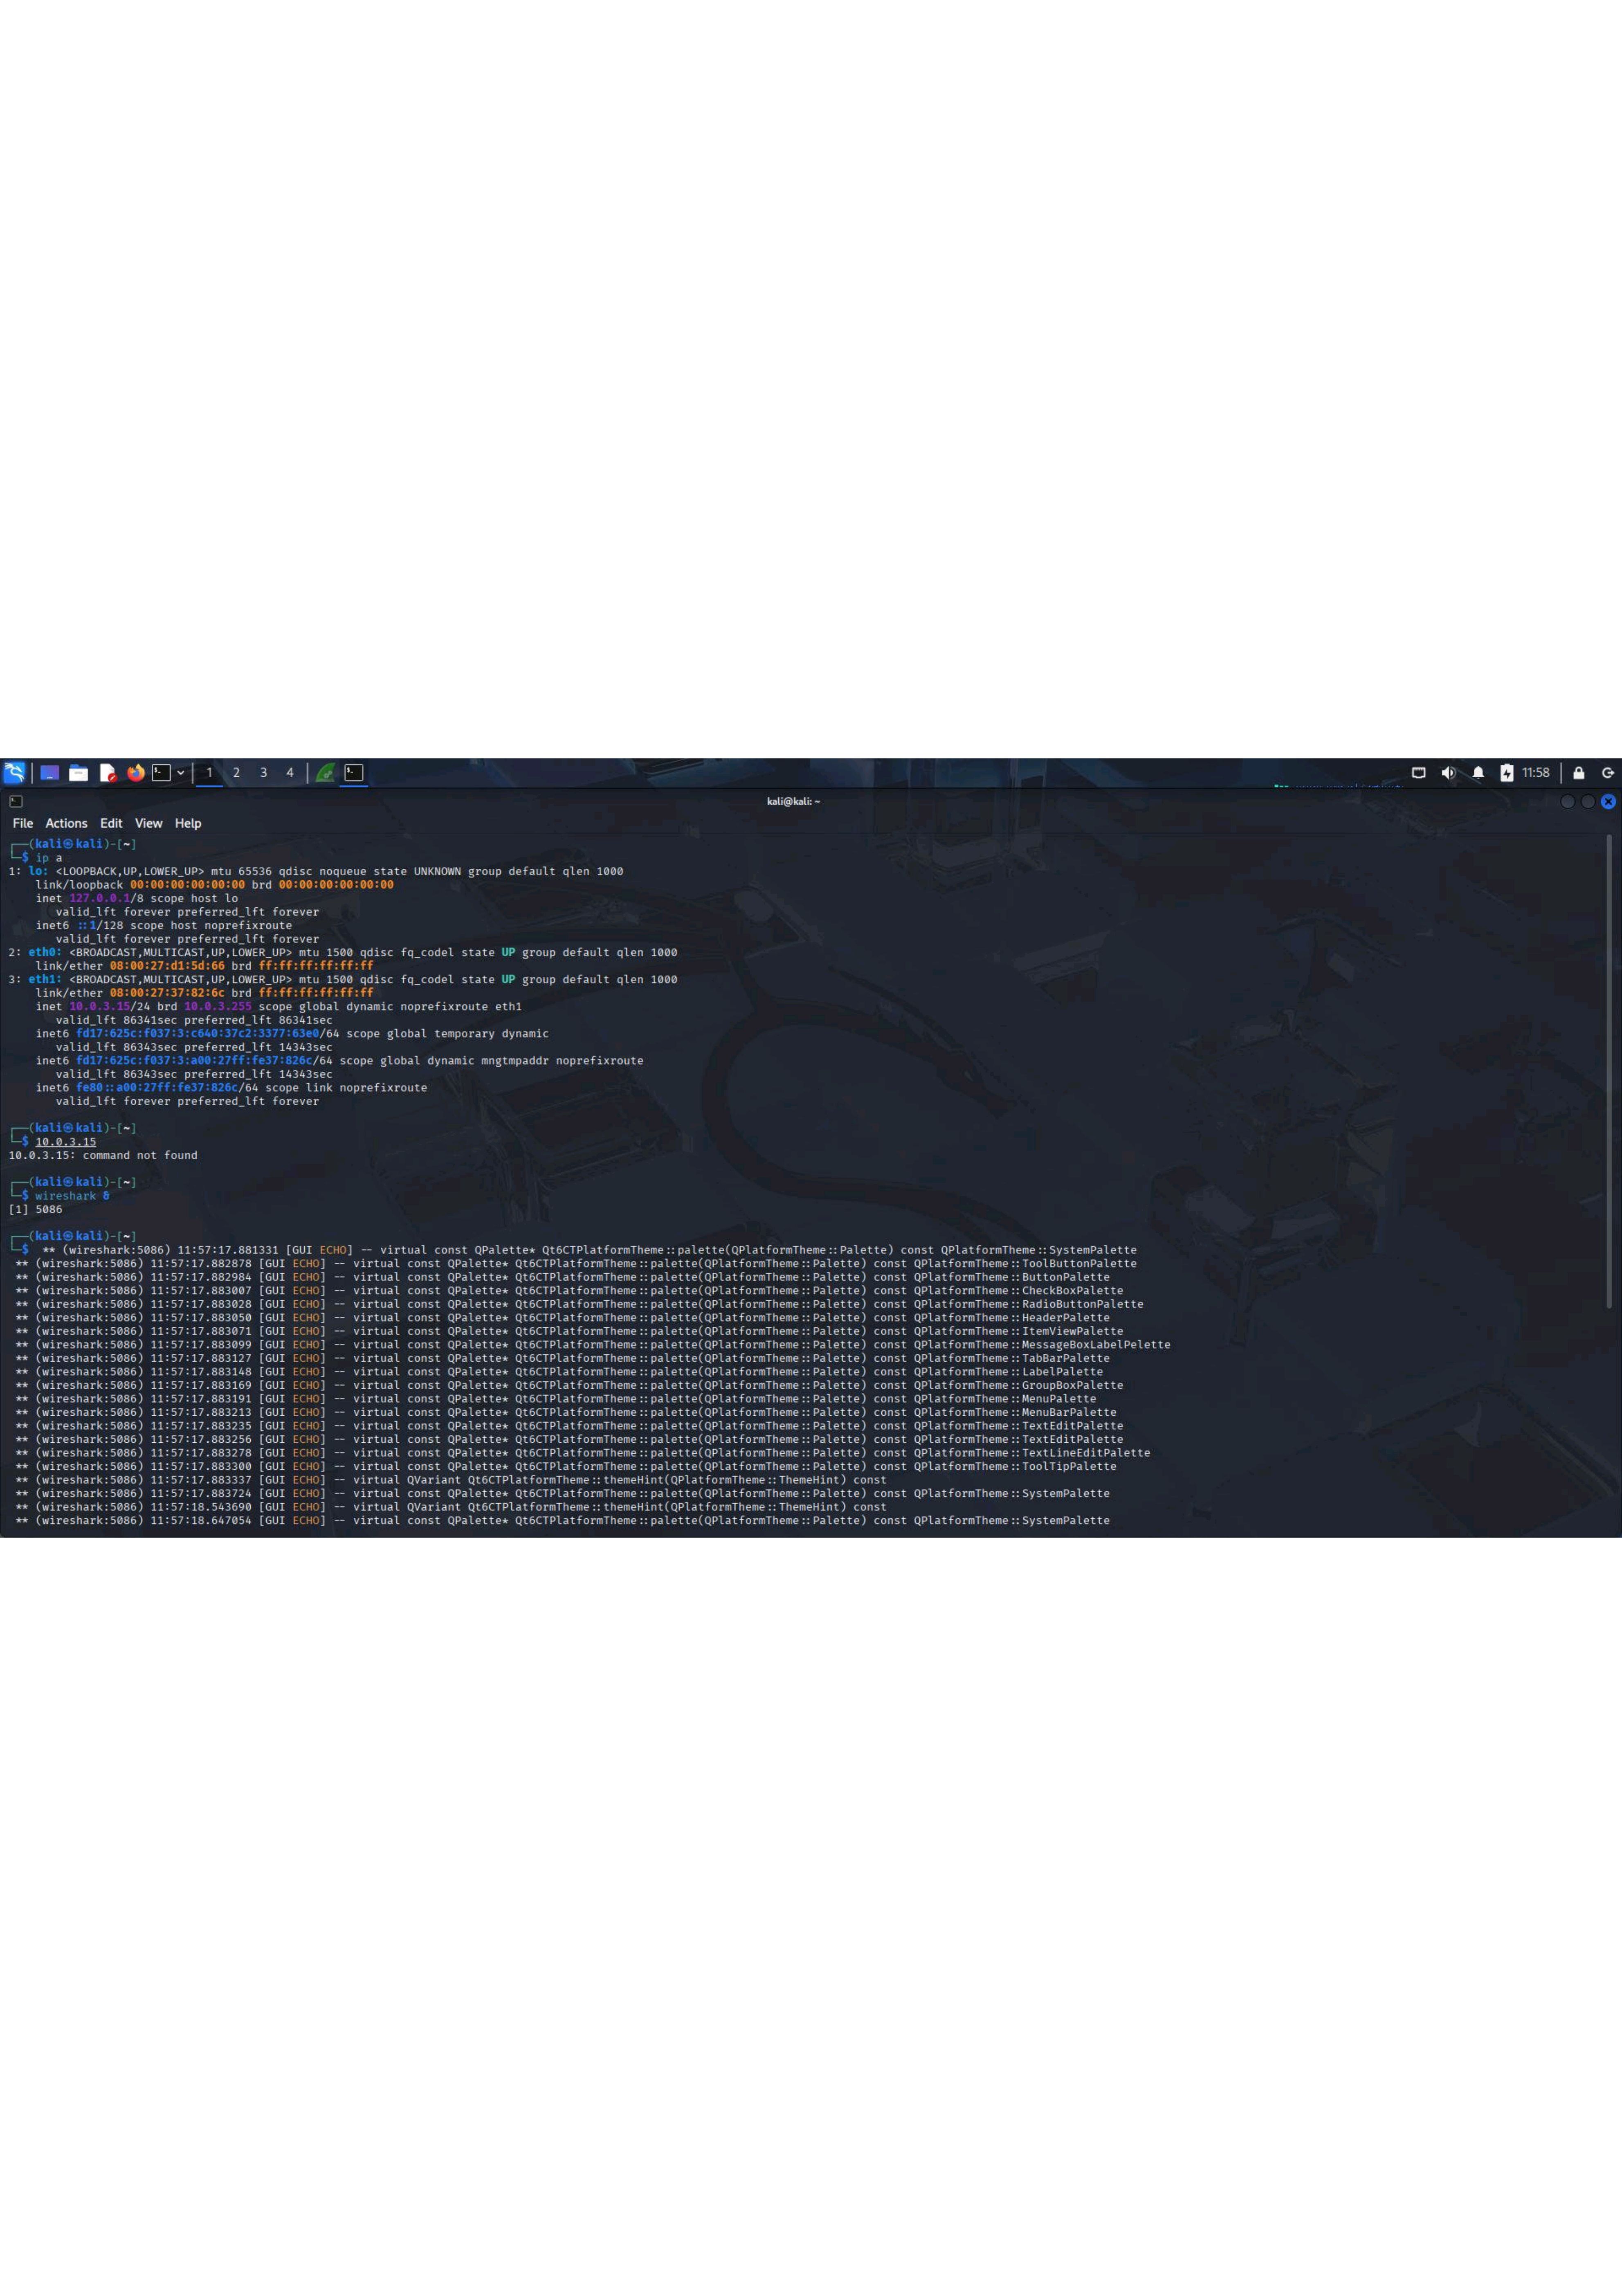 1 2 3 4 11:58
kali@kali: ~
File Actions Edit View Help
┌──(kali㉿kali)-[~]
└─$ ip a
1: lo: <LOOPBACK,UP,LOWER_UP> mtu 65536 qdisc noqueue state UNKNOWN group default qlen 1000
link/loopback 00:00:00:00:00:00 brd 00:00:00:00:00:00
inet 127.0.0.1/8 scope host lo
valid_lft forever preferred_lft forever
inet6 ::1/128 scope host noprefixroute
valid_lft forever preferred_lft forever
2: eth0: <BROADCAST,MULTICAST,UP,LOWER_UP> mtu 1500 qdisc fq_codel state UP group default qlen 1000
link/ether 08:00:27:d1:5d:66 brd ff:ff:ff:ff:ff:ff
3: eth1: <BROADCAST,MULTICAST,UP,LOWER_UP> mtu 1500 qdisc fq_codel state UP group default qlen 1000
link/ether 08:00:27:37:82:6c brd ff:ff:ff:ff:ff:ff
inet 10.0.3.15/24 brd 10.0.3.255 scope global dynamic noprefixroute eth1
valid_lft 86341sec preferred_lft 86341sec
inet6 fd17:625c:f037:3:c640:37c2:3377:63e0/64 scope global temporary dynamic
valid_lft 86343sec preferred_lft 14343sec
inet6 fd17:625c:f037:3:a00:27ff:fe37:826c/64 scope global dynamic mngtmpaddr noprefixroute
valid_lft 86343sec preferred_lft 14343sec
inet6 fe80::a00:27ff:fe37:826c/64 scope link noprefixroute
valid_lft forever preferred_lft forever
┌──(kali㉿kali)-[~]
└─$ 10.0.3.15
10.0.3.15: command not found
┌──(kali㉿kali)-[~]
└─$ wireshark &
[1] 5086
┌──(kali㉿kali)-[~]
└─$ ** (wireshark:5086) 11:57:17.881331 [GUI ECHO] -- virtual const QPalette* Qt6CTPlatformTheme::palette(QPlatformTheme::Palette) const QPlatformTheme::SystemPalette
** (wireshark:5086) 11:57:17.882878 [GUI ECHO] -- virtual const QPalette* Qt6CTPlatformTheme::palette(QPlatformTheme::Palette) const QPlatformTheme::ToolButtonPalette
** (wireshark:5086) 11:57:17.882984 [GUI ECHO] -- virtual const QPalette* Qt6CTPlatformTheme::palette(QPlatformTheme::Palette) const QPlatformTheme::ButtonPalette
** (wireshark:5086) 11:57:17.883007 [GUI ECHO] -- virtual const QPalette* Qt6CTPlatformTheme::palette(QPlatformTheme::Palette) const QPlatformTheme::CheckBoxPalette
** (wireshark:5086) 11:57:17.883028 [GUI ECHO] -- virtual const QPalette* Qt6CTPlatformTheme::palette(QPlatformTheme::Palette) const QPlatformTheme::RadioButtonPalette
** (wireshark:5086) 11:57:17.883050 [GUI ECHO] -- virtual const QPalette* Qt6CTPlatformTheme::palette(QPlatformTheme::Palette) const QPlatformTheme::HeaderPalette
** (wireshark:5086) 11:57:17.883071 [GUI ECHO] -- virtual const QPalette* Qt6CTPlatformTheme::palette(QPlatformTheme::Palette) const QPlatformTheme::ItemViewPalette
** (wireshark:5086) 11:57:17.883099 [GUI ECHO] -- virtual const QPalette* Qt6CTPlatformTheme::palette(QPlatformTheme::Palette) const QPlatformTheme::MessageBoxLabelPelette
** (wireshark:5086) 11:57:17.883127 [GUI ECHO] -- virtual const QPalette* Qt6CTPlatformTheme::palette(QPlatformTheme::Palette) const QPlatformTheme::TabBarPalette
** (wireshark:5086) 11:57:17.883148 [GUI ECHO] -- virtual const QPalette* Qt6CTPlatformTheme::palette(QPlatformTheme::Palette) const QPlatformTheme::LabelPalette
** (wireshark:5086) 11:57:17.883169 [GUI ECHO] -- virtual const QPalette* Qt6CTPlatformTheme::palette(QPlatformTheme::Palette) const QPlatformTheme::GroupBoxPalette
** (wireshark:5086) 11:57:17.883191 [GUI ECHO] -- virtual const QPalette* Qt6CTPlatformTheme::palette(QPlatformTheme::Palette) const QPlatformTheme::MenuPalette
** (wireshark:5086) 11:57:17.883213 [GUI ECHO] -- virtual const QPalette* Qt6CTPlatformTheme::palette(QPlatformTheme::Palette) const QPlatformTheme::MenuBarPalette
** (wireshark:5086) 11:57:17.883235 [GUI ECHO] -- virtual const QPalette* Qt6CTPlatformTheme::palette(QPlatformTheme::Palette) const QPlatformTheme::TextEditPalette
** (wireshark:5086) 11:57:17.883256 [GUI ECHO] -- virtual const QPalette* Qt6CTPlatformTheme::palette(QPlatformTheme::Palette) const QPlatformTheme::TextEditPalette
** (wireshark:5086) 11:57:17.883278 [GUI ECHO] -- virtual const QPalette* Qt6CTPlatformTheme::palette(QPlatformTheme::Palette) const QPlatformTheme::TextLineEditPalette
** (wireshark:5086) 11:57:17.883300 [GUI ECHO] -- virtual const QPalette* Qt6CTPlatformTheme::palette(QPlatformTheme::Palette) const QPlatformTheme::ToolTipPalette
** (wireshark:5086) 11:57:17.883337 [GUI ECHO] -- virtual QVariant Qt6CTPlatformTheme::themeHint(QPlatformTheme::ThemeHint) const
** (wireshark:5086) 11:57:17.883724 [GUI ECHO] -- virtual const QPalette* Qt6CTPlatformTheme::palette(QPlatformTheme::Palette) const QPlatformTheme::SystemPalette
** (wireshark:5086) 11:57:18.543690 [GUI ECHO] -- virtual QVariant Qt6CTPlatformTheme::themeHint(QPlatformTheme::ThemeHint) const
** (wireshark:5086) 11:57:18.647054 [GUI ECHO] -- virtual const QPalette* Qt6CTPlatformTheme::palette(QPlatformTheme::Palette) const QPlatformTheme::SystemPalette